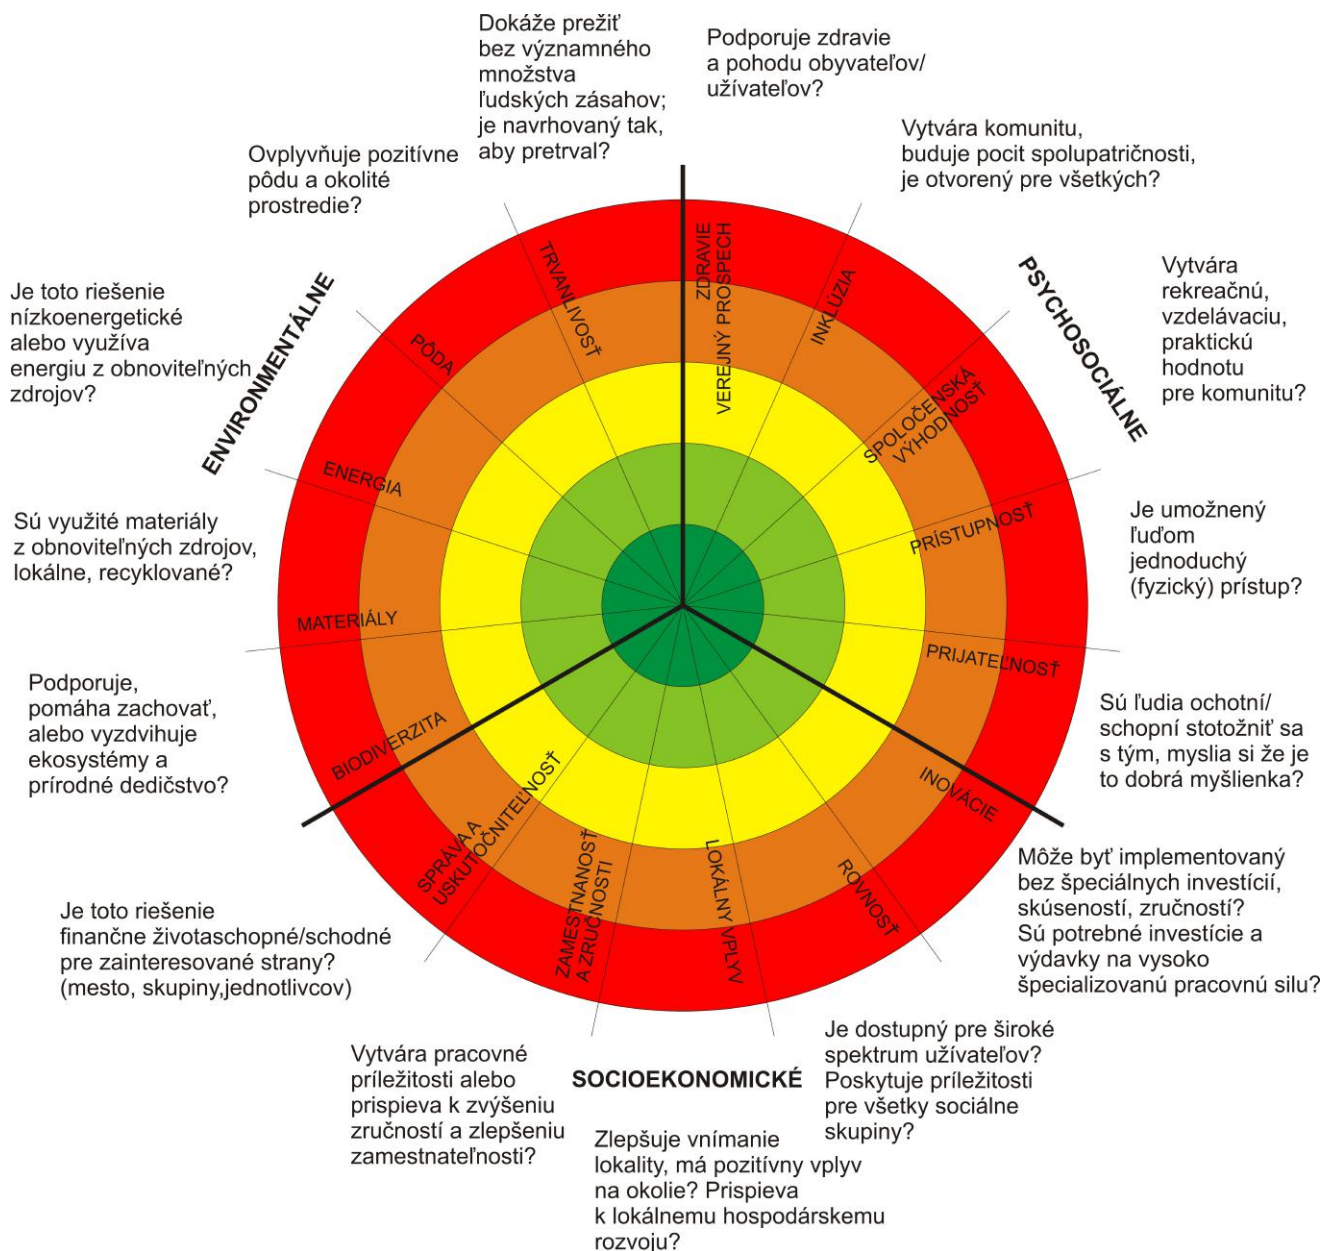 Dokáže prežiť
bez významného
množstva
ľudských zásahov;
je navrhovaný tak,
aby pretrval?
Podporuje zdravie
a pohodu obyvateľov/
užívateľov?
Vytvára komunitu,
buduje pocit spolupatričnosti,
je otvorený pre všetkých?
Ovplyvňuje pozitívne
pôdu a okolité
prostredie?
PSYCHOSOCIÁLNE
Vytvára
rekreačnú,
vzdelávaciu,
praktickú
hodnotu
pre komunitu?
Je toto riešenie
nízkoenergetické
alebo využíva
energiu z obnoviteľných
zdrojov?
ENVIRONMENTÁLNE
TRVANLIVOSŤ
ZDRAVIE
VEREJNÝ PROSPECH
INKLÚZIA
PÔDA
SPOLOČENSKÁ
VÝHODNOSŤ
ENERGIA
PRÍSTUPNOSŤ
Sú využité materiály
z obnoviteľných zdrojov,
lokálne, recyklované?
Je umožnený
ľuďom
jednoduchý
(fyzický) prístup?
MATERIÁLY
PRIJATEĽNOSŤ
Podporuje,
pomáha zachovať,
alebo vyzdvihuje
ekosystémy a
prírodné dedičstvo?
Sú ľudia ochotní/
schopní stotožniť sa
s tým, myslia si že je
to dobrá myšlienka?
BIODIVERZITA
INOVÁCIE
SPRÁVA A
USKUTOČNITEĽNOSŤ
ZAMESTNANOSŤ
A ZRUČNOSTI
LOKÁLNY VPLYV
ROVNOSŤ
Môže byť implementovaný
bez špeciálnych investícií,
skúseností, zručností?
Sú potrebné investície a
výdavky na vysoko
špecializovanú pracovnú silu?
Je toto riešenie
finančne životaschopné/schodné
pre zainteresované strany?
(mesto, skupiny,jednotlivcov)
Je dostupný pre široké
spektrum užívateľov?
Poskytuje príležitosti
pre všetky sociálne
skupiny?
Vytvára pracovné
príležitosti alebo
prispieva k zvýšeniu
zručností a zlepšeniu
zamestnateľnosti?
SOCIOEKONOMICKÉ
Zlepšuje vnímanie
lokality, má pozitívny vplyv
na okolie? Prispieva
k lokálnemu hospodárskemu
rozvoju?